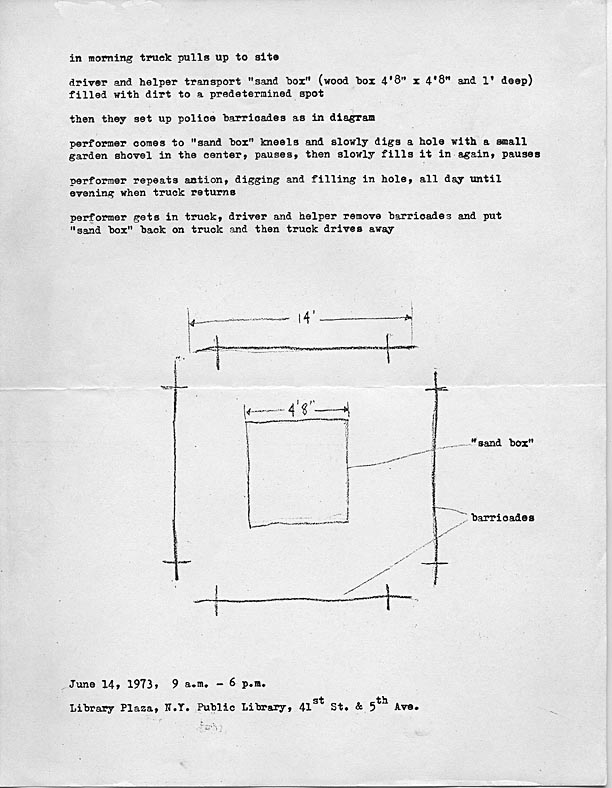 in morning truck pulls up to site
driver and helper transport "sand box" (wood box 4'8" x 4'8" and 1' deep)
filled with dirt to a predetermined spot
then they set up police barricades as in diagram
performer comes to "sand box" kneels and slowly digs a hole with a small
garden shovel in the center, pauses, then slowly fills it in again, pauses
performer repeats action, digging and filling in hole, all day until
evening when truck returns
performer gets in truck, driver and helper remove barricades and put
"sand box" back on truck and then truck drives away
14'
4'8"
"sand box"
barricades
June 14, 1973, 9 a.m. - 6 p.m.
Library Plaza, N.Y. Public Library, 41st St. & 5th Ave.